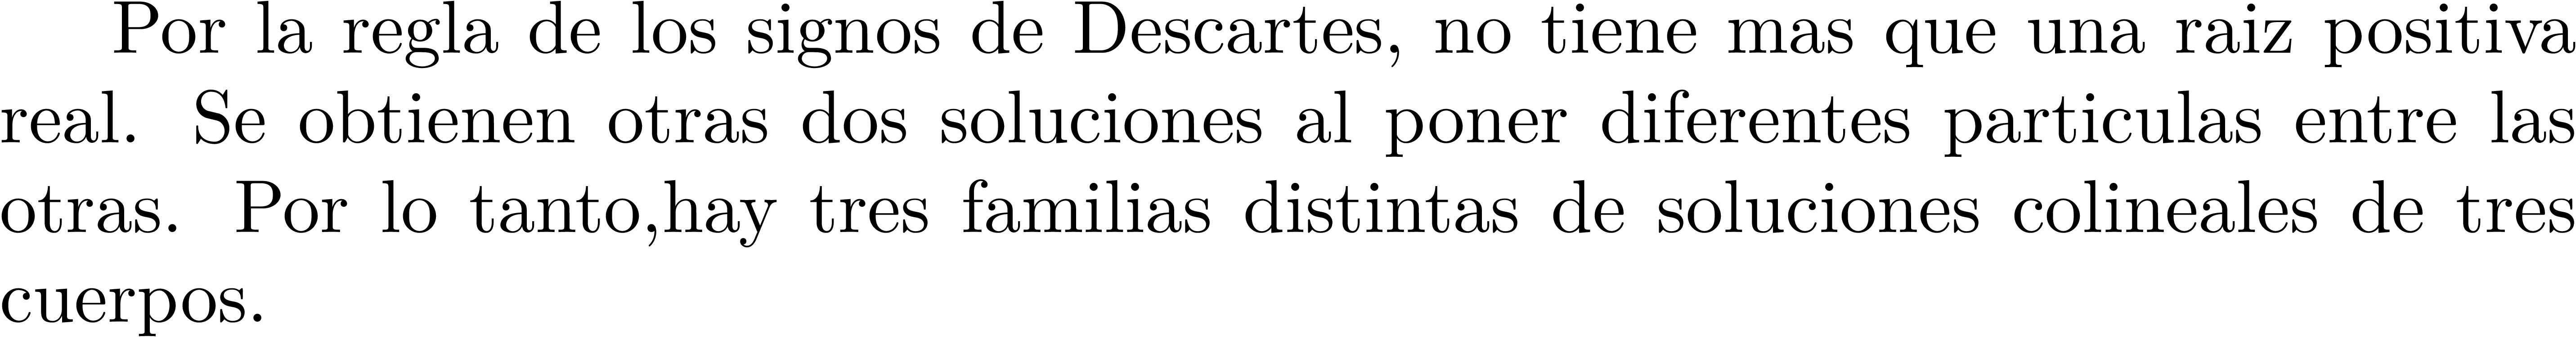 Por la regla de los signos de Descartes, no tiene mas que una raiz positiva
real. Se obtienen otras dos soluciones al poner diferentes particulas entre las
otras. Por lo tanto,hay tres familias distintas de soluciones colineales de tres
cuerpos.